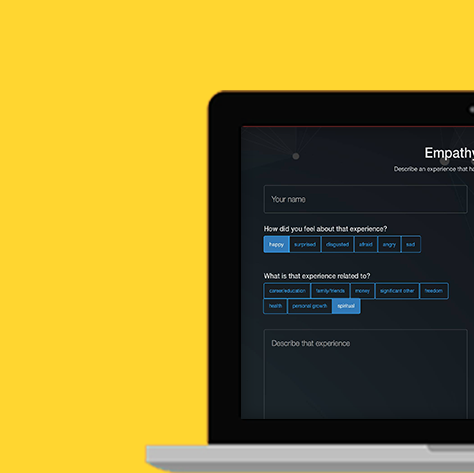 Empathy
Describe an experience that ha
Your name
How did you feel about that experience?
happy surprised disgusted afraid angry sad
What is that experience related to?
career/education family/friends money significant other freedom
health personal growth spiritual
Describe that experience